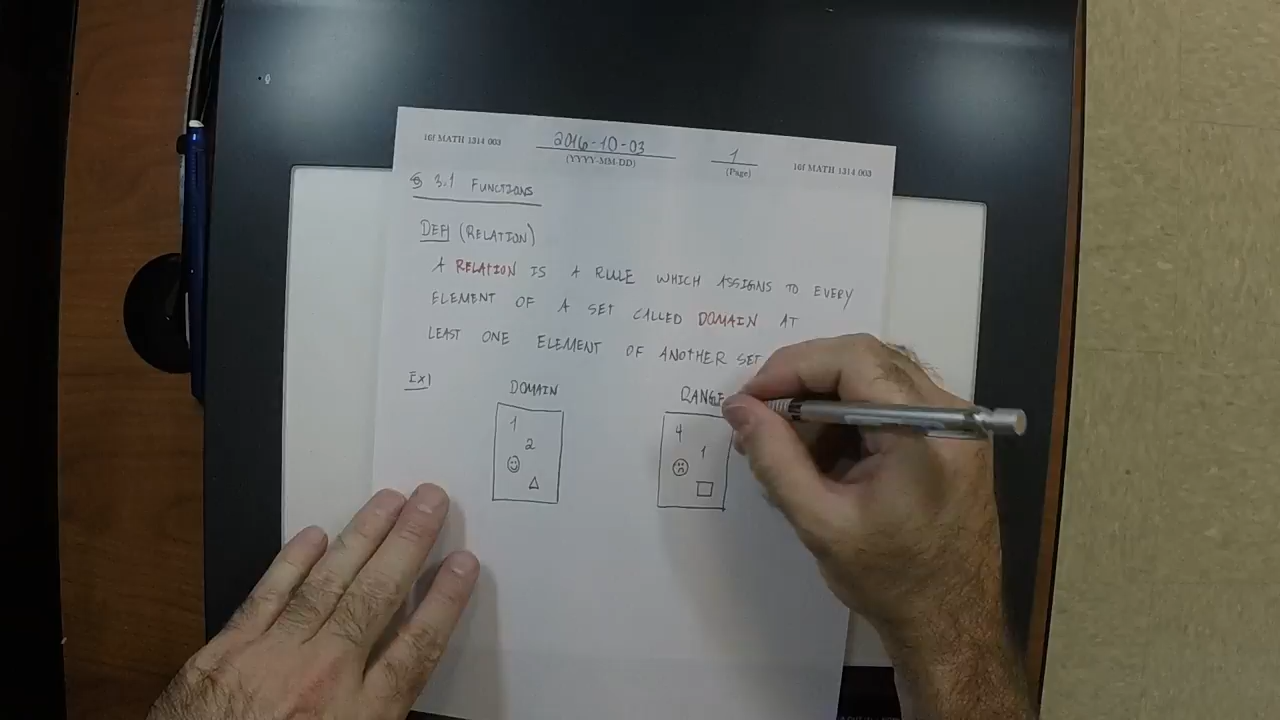 16f MATH 1314 003 2016-10-03 1 16f MATH 1314 003
(YYYY-MM-DD) (Page)
§ 3.1 FUNCTIONS
DEF (RELATION)
A RELATION IS A RULE WHICH ASSIGNS TO EVERY
ELEMENT OF A SET CALLED DOMAIN AT
LEAST ONE ELEMENT OF ANOTHER SET
EX1 DOMAIN RANGE
1 4
2 1